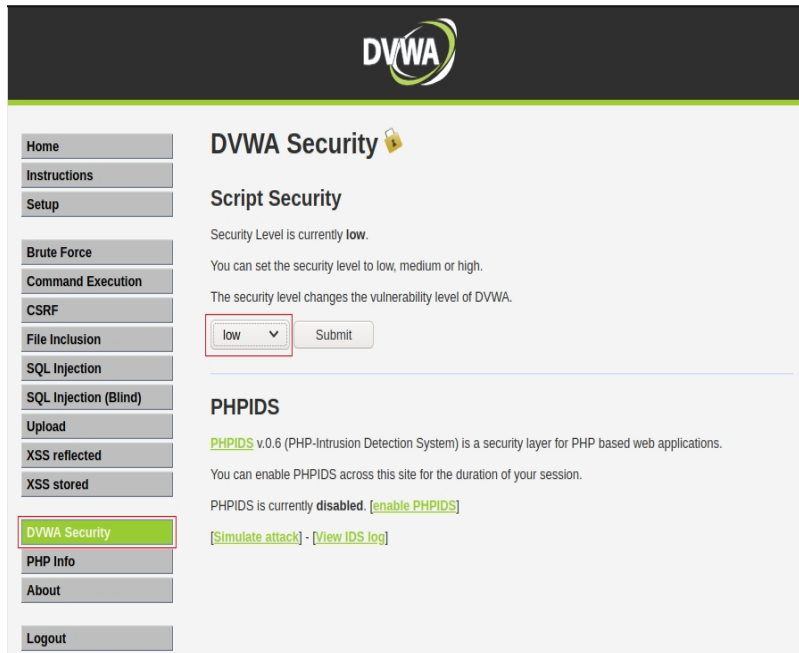 DVWA
Home
Instructions
Setup
Brute Force
Command Execution
CSRF
File Inclusion
SQL Injection
SQL Injection (Blind)
Upload
XSS reflected
XSS stored
DVWA Security
PHP Info
About
Logout
DVWA Security
Script Security
Security Level is currently low.
You can set the security level to low, medium or high.
The security level changes the vulnerability level of DVWA.
low Submit
PHPIDS
PHPIDS v.0.6 (PHP-Intrusion Detection System) is a security layer for PHP based web applications.
You can enable PHPIDS across this site for the duration of your session.
PHPIDS is currently disabled. [enable PHPIDS]
[Simulate attack] - [View IDS log]